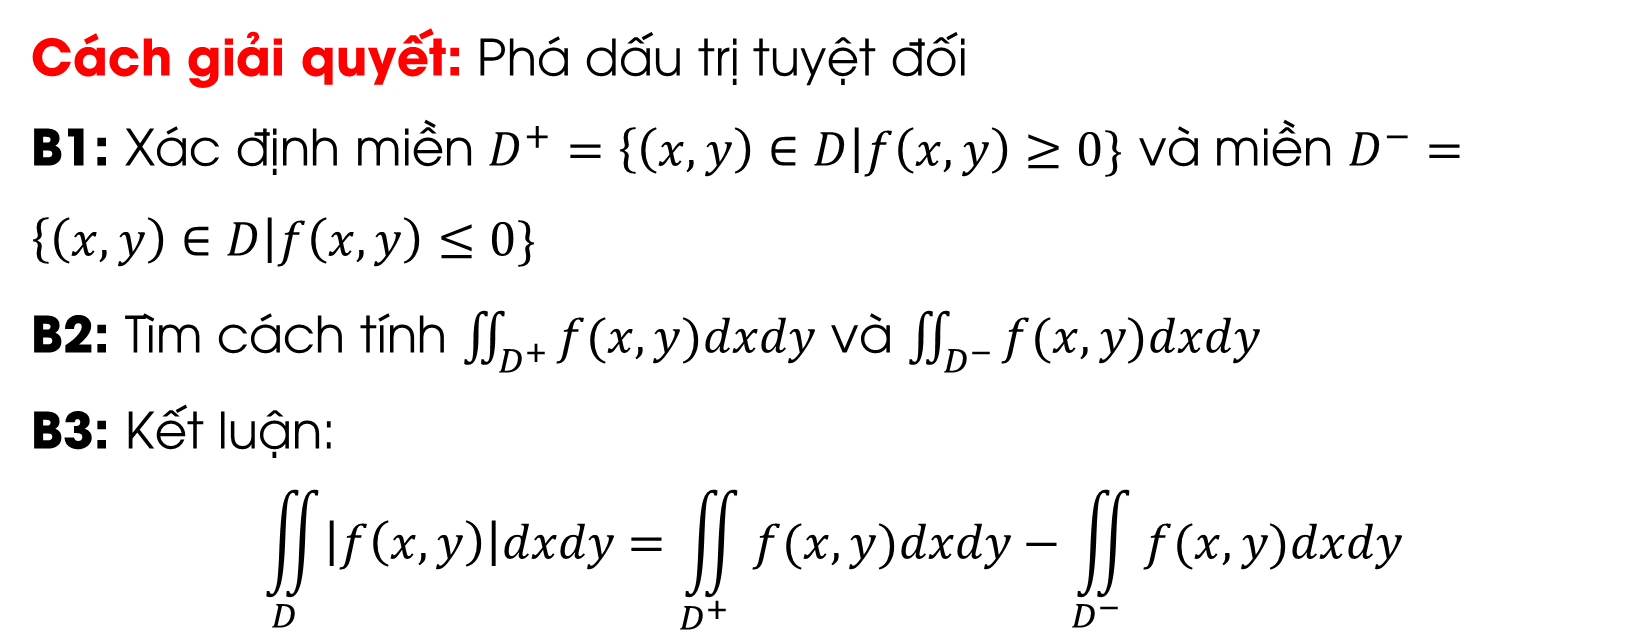 Cách giải quyết: Phá dấu trị tuyệt đối
B1: Xác định miền D⁺ = {(x, y) ∈ D|f(x, y) ≥ 0} và miền D⁻ =
{(x, y) ∈ D|f(x, y) ≤ 0}
B2: Tìm cách tính ∬_{D⁺} f(x, y)dxdy và ∬_{D⁻} f(x, y)dxdy
B3: Kết luận:
∬_D |f(x, y)|dxdy = ∬_{D⁺} f(x, y)dxdy − ∬_{D⁻} f(x, y)dxdy